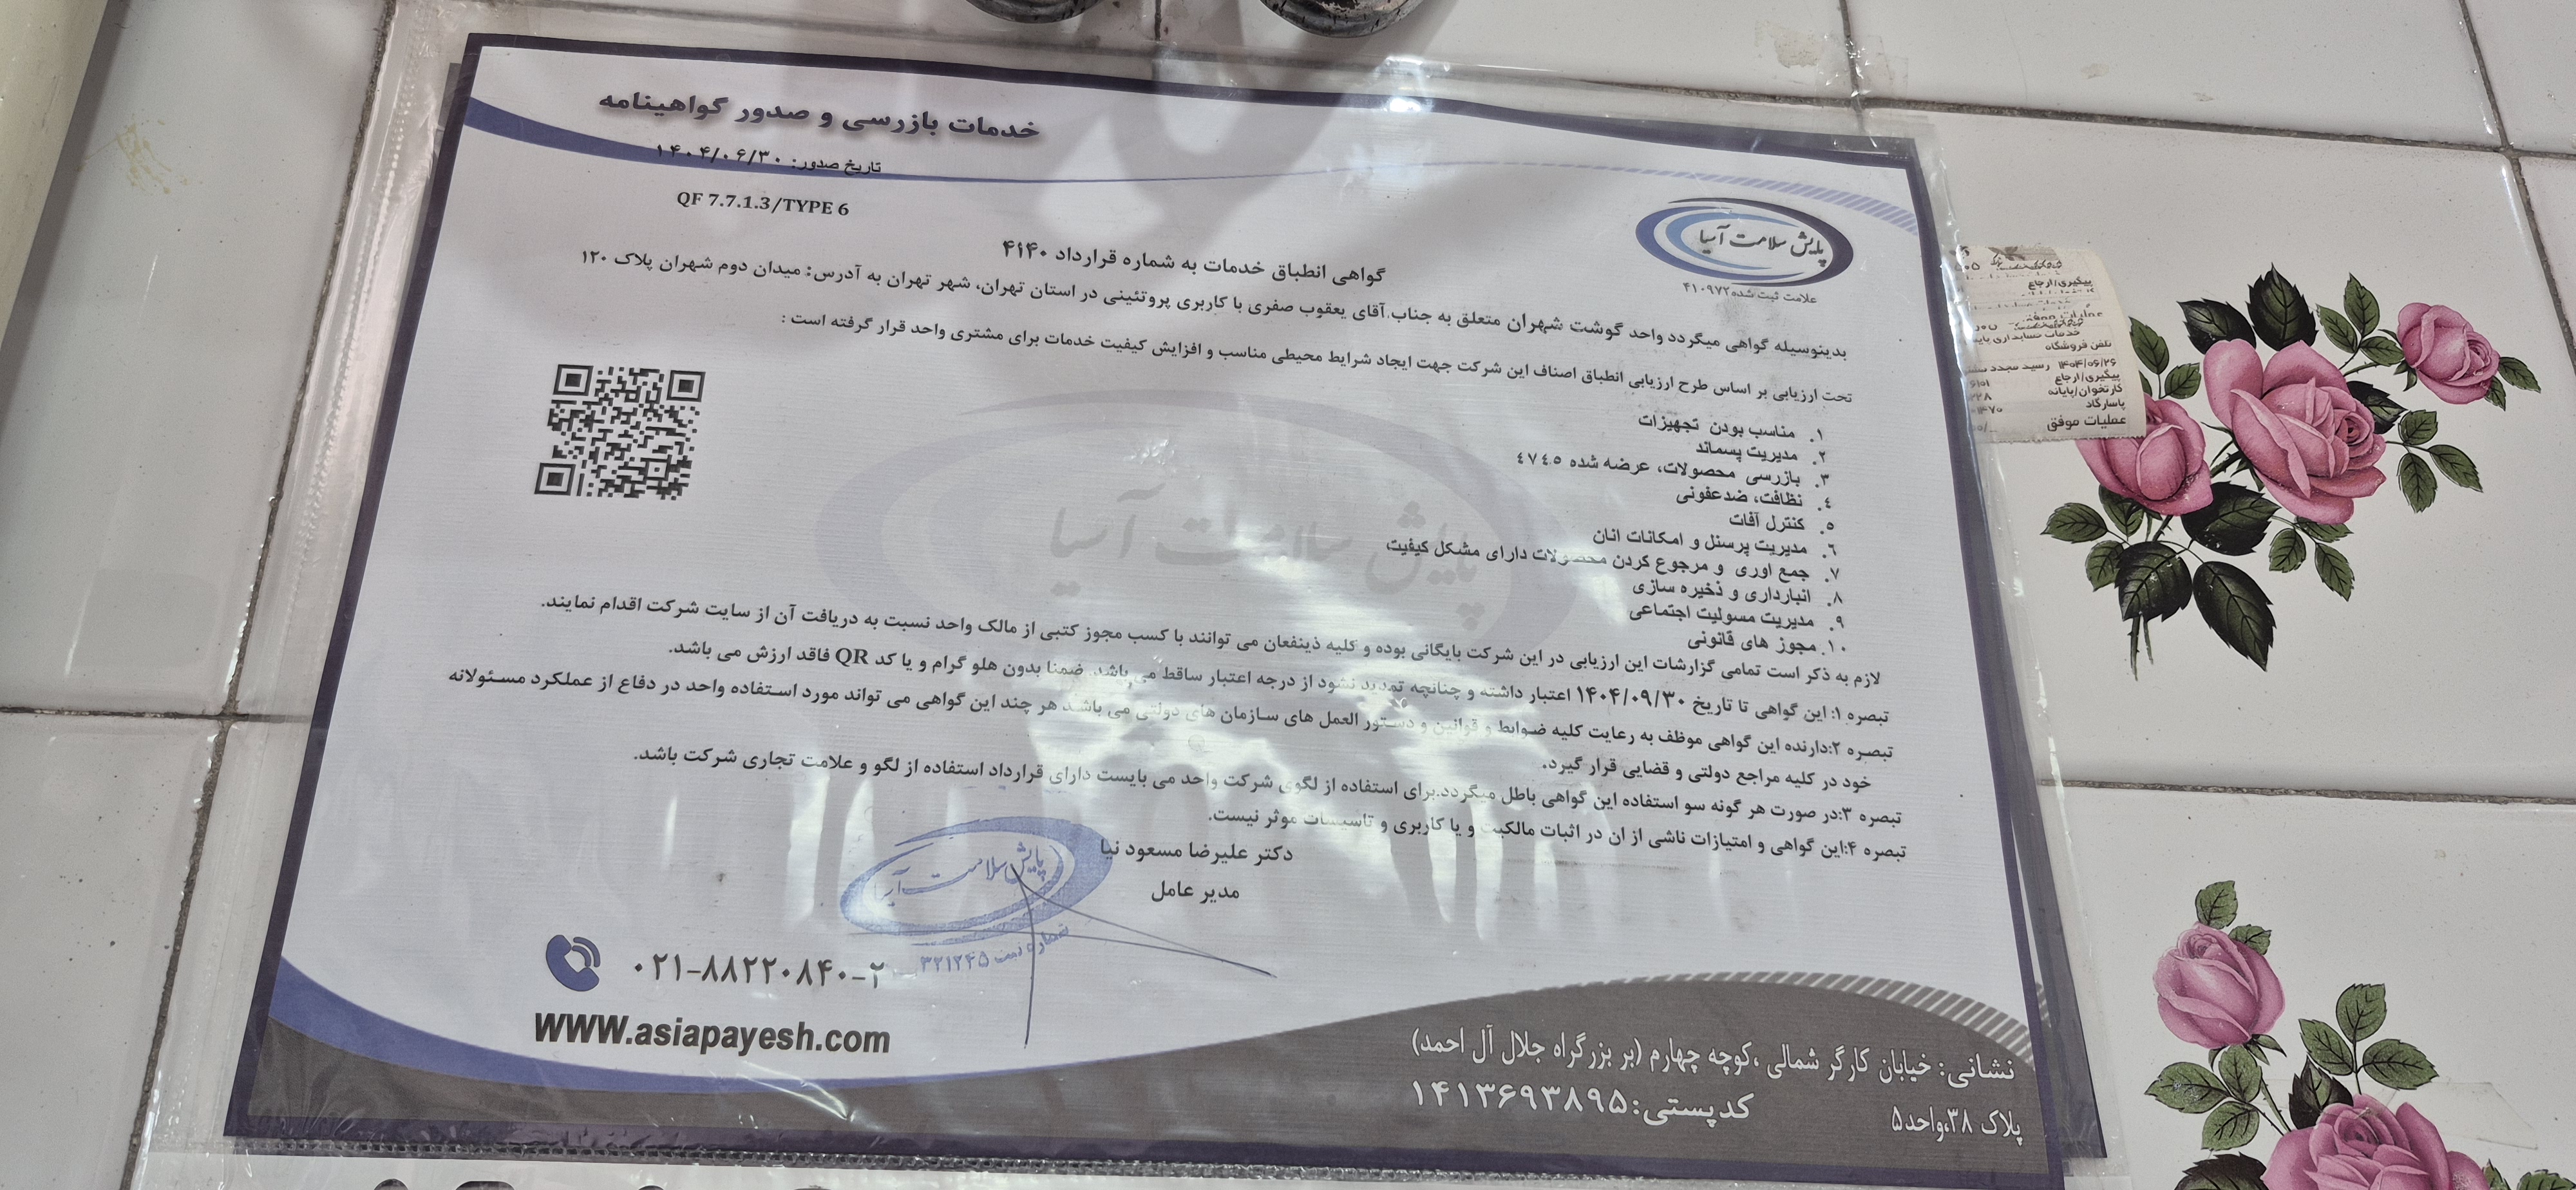 خدمات بازرسی و صدور گواهینامه
تاریخ صدور: ۱۴۰۴/۰۶/۳۰
QF 7.7.1.3/TYPE 6
پایش سلامت آسیا
علامت ثبت شده ۴۱۰۹۷۲
گواهی انطباق خدمات به شماره قرارداد ۴۱۴۰
بدینوسیله گواهی میگردد واحد گوشت شهران متعلق به جناب آقای یعقوب صفری با کاربری پروتئینی در استان تهران، شهر تهران به آدرس: میدان دوم شهران پلاک ۱۲۰
تحت ارزیابی بر اساس طرح ارزیابی انطباق اصناف این شرکت جهت ایجاد شرایط محیطی مناسب و افزایش کیفیت خدمات برای مشتری واحد قرار گرفته است :
۱. مناسب بودن تجهیزات
۲. مدیریت پسماند
۳. بازرسی محصولات، عرضه شده ٤٧٤٥
٤. نظافت، ضدعفونی
٥. کنترل آفات
٦. مدیریت پرسنل و امکانات انان
۷. جمع اوری و مرجوع کردن محصولات دارای مشکل کیفیت
۸. انبارداری و ذخیره سازی
۹. مدیریت مسولیت اجتماعی
۱۰. مجوز های قانونی
لازم به ذکر است تمامی گزارشات این ارزیابی در این شرکت بایگانی بوده و کلیه ذینفعان می توانند با کسب مجوز کتبی از مالک واحد نسبت به دریافت آن از سایت شرکت اقدام نمایند.
تبصره ۱: این گواهی تا تاریخ ۱۴۰۴/۰۹/۳۰ اعتبار داشته و چنانچه تمدید نشود از درجه اعتبار ساقط می باشد. ضمنا بدون هلو گرام و یا کد QR فاقد ارزش می باشد.
تبصره ۲:دارنده این گواهی موظف به رعایت کلیه ضوابط و قوانین و دستور العمل های سازمان های دولتی می باشد هر چند این گواهی می تواند مورد استفاده واحد در دفاع از عملکرد مسئولانه
خود در کلیه مراجع دولتی و قضایی قرار گیرد.
تبصره ۳:در صورت هر گونه سو استفاده این گواهی باطل میگردد.برای استفاده از لگوی شرکت واحد می بایست دارای قرارداد استفاده از لگو و علامت تجاری شرکت باشد.
تبصره ۴:این گواهی و امتیازات ناشی از ان در اثبات مالکیت و یا کاربری و تاسیسات موثر نیست.
دکتر علیرضا مسعود نیا
مدیر عامل
پایش سلامت آسیا
شماره ثبت ۳۲۱۲۴۵
۰۲۱-۸۸۲۲۰۸۴۰-۲
WWW.asiapayesh.com
نشانی: خیابان کارگر شمالی ،کوچه چهارم (بر بزرگراه جلال آل احمد)
پلاک ۳۸،واحد۵
کدپستی:۱۴۱۳۶۹۳۸۹۵
پایش سلامت آسیا
پیگیری/ارجاع
تلفن فروشگاه
۱۴۰۴/۰۶/۲۶ رسید مجدد
پیگیری/ارجاع
کارتخوان/پایانه
پاسارگاد
عملیات موفق